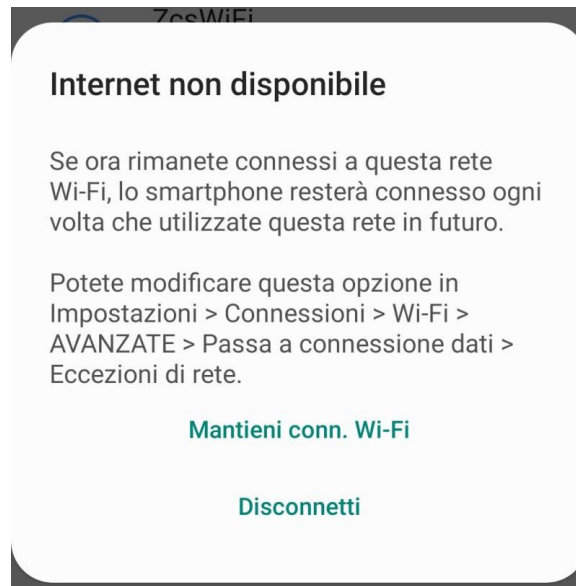 ZcsWiFi
Internet non disponibile
Se ora rimanete connessi a questa rete
Wi-Fi, lo smartphone resterà connesso ogni
volta che utilizzate questa rete in futuro.
Potete modificare questa opzione in
Impostazioni > Connessioni > Wi-Fi >
AVANZATE > Passa a connessione dati >
Eccezioni di rete.
Mantieni conn. Wi-Fi
Disconnetti